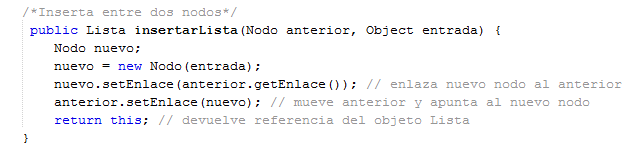 /*Inserta entre dos nodos*/
public Lista insertarLista(Nodo anterior, Object entrada) {
Nodo nuevo;
nuevo = new Nodo(entrada);
nuevo.setEnlace(anterior.getEnlace()); // enlaza nuevo nodo al anterior
anterior.setEnlace(nuevo); // mueve anterior y apunta al nuevo nodo
return this; // devuelve referencia del objeto Lista
}